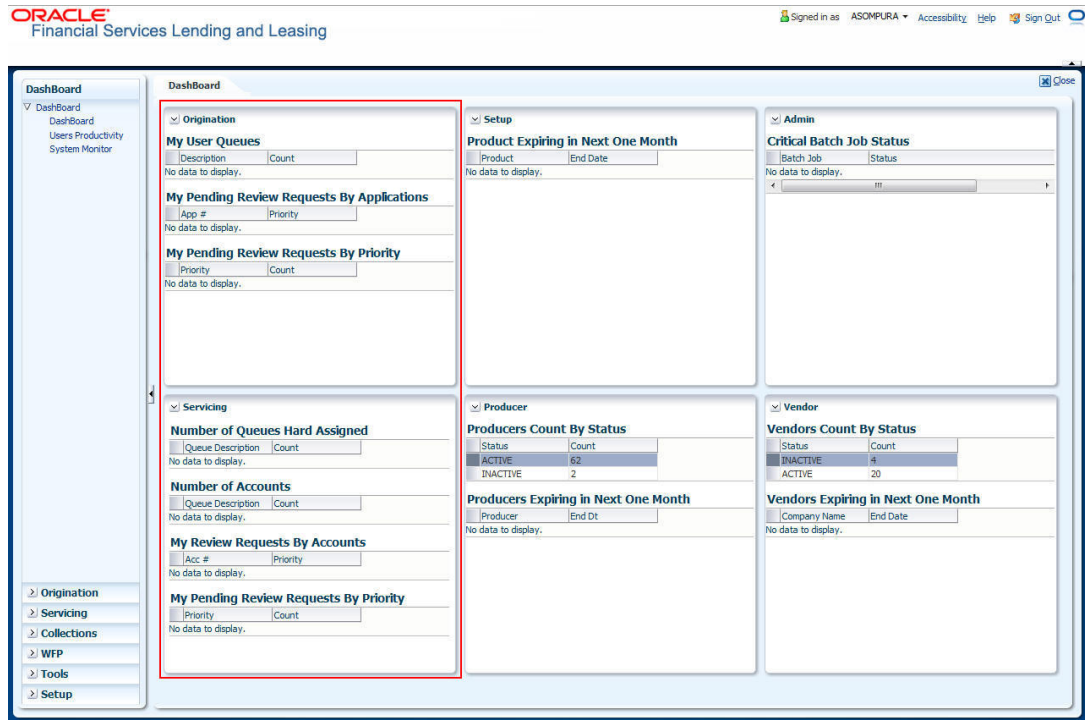 ORACLE
Financial Services Lending and Leasing
Signed in as ASOMPURA Accessibility Help Sign Out
Close
DashBoard
DashBoard
DashBoard
Users Productivity
System Monitor
Origination
Servicing
Collections
WFP
Tools
Setup
DashBoard
Origination
My User Queues
Description Count
No data to display.
My Pending Review Requests By Applications
App # Priority
No data to display.
My Pending Review Requests By Priority
Priority Count
No data to display.
Setup
Product Expiring in Next One Month
Product End Date
No data to display.
Admin
Critical Batch Job Status
Batch Job Status
No data to display.
Servicing
Number of Queues Hard Assigned
Queue Description Count
No data to display.
Number of Accounts
Queue Description Count
No data to display.
My Review Requests By Accounts
Acc # Priority
No data to display.
My Pending Review Requests By Priority
Priority Count
No data to display.
Producer
Producers Count By Status
Status Count
ACTIVE 62
INACTIVE 2
Producers Expiring in Next One Month
Producer End Dt
No data to display.
Vendor
Vendors Count By Status
Status Count
INACTIVE 4
ACTIVE 20
Vendors Expiring in Next One Month
Company Name End Date
No data to display.